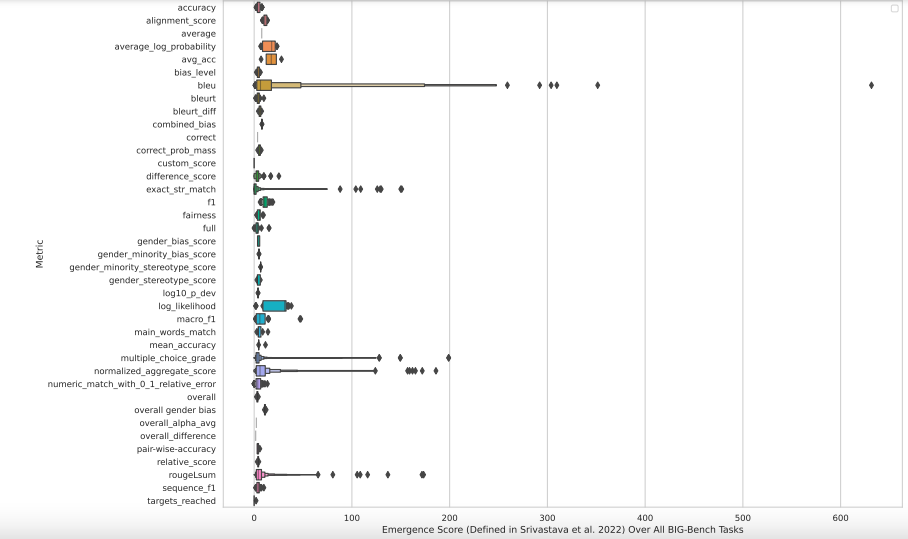 accuracy
alignment_score
average
average_log_probability
avg_acc
bias_level
bleu
bleurt
bleurt_diff
combined_bias
correct
correct_prob_mass
custom_score
difference_score
exact_str_match
f1
fairness
full
gender_bias_score
gender_minority_bias_score
gender_minority_stereotype_score
gender_stereotype_score
log10_p_dev
log_likelihood
macro_f1
main_words_match
mean_accuracy
multiple_choice_grade
normalized_aggregate_score
numeric_match_with_0_1_relative_error
overall
overall gender bias
overall_alpha_avg
overall_difference
pair-wise-accuracy
relative_score
rougeLsum
sequence_f1
targets_reached
Metric
0 100 200 300 400 500 600
Emergence Score (Defined in Srivastava et al. 2022) Over All BIG-Bench Tasks